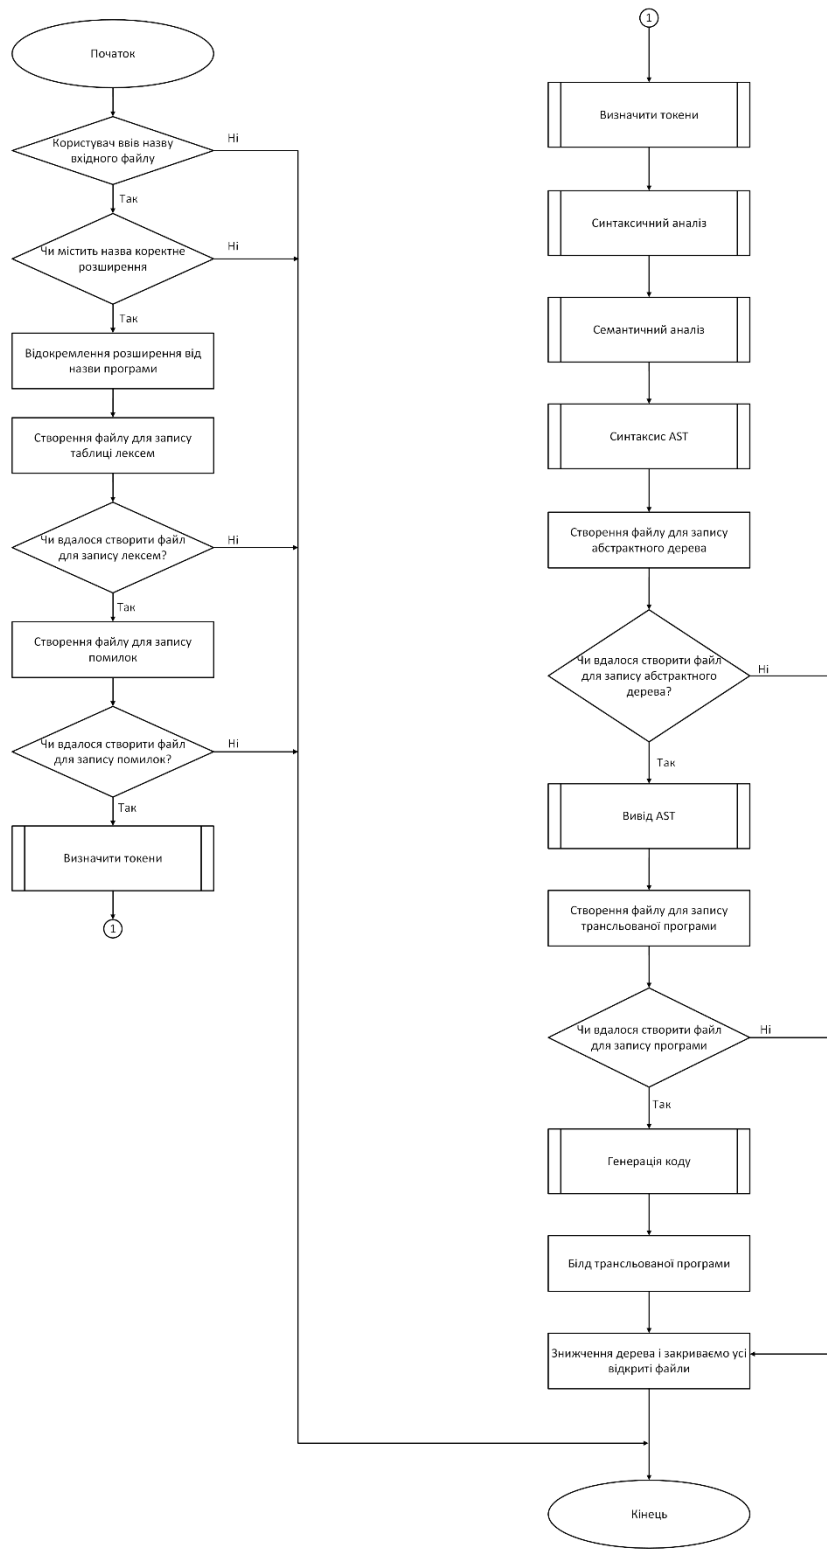 Початок
Користувач ввів назву
вхідного файлу
Ні
Так
Чи містить назва коректне
розширення
Ні
Так
Відокремлення розширення від
назви програми
Створення файлу для запису
таблиці лексем
Чи вдалося створити файл
для запису лексем?
Ні
Так
Створення файлу для запису
помилок
Чи вдалося створити файл
для запису помилок?
Ні
Так
Визначити токени
1
1
Визначити токени
Синтаксичний аналіз
Семантичний аналіз
Синтаксис AST
Створення файлу для запису
абстрактного дерева
Чи вдалося створити файл
для запису абстрактного
дерева?
Ні
Так
Вивід AST
Створення файлу для запису
трансльованої програми
Чи вдалося створити файл
для запису програми
Ні
Так
Генерація коду
Білд трансльованої програми
Знижчення дерева і закриваємо усі
відкриті файли
Кінець